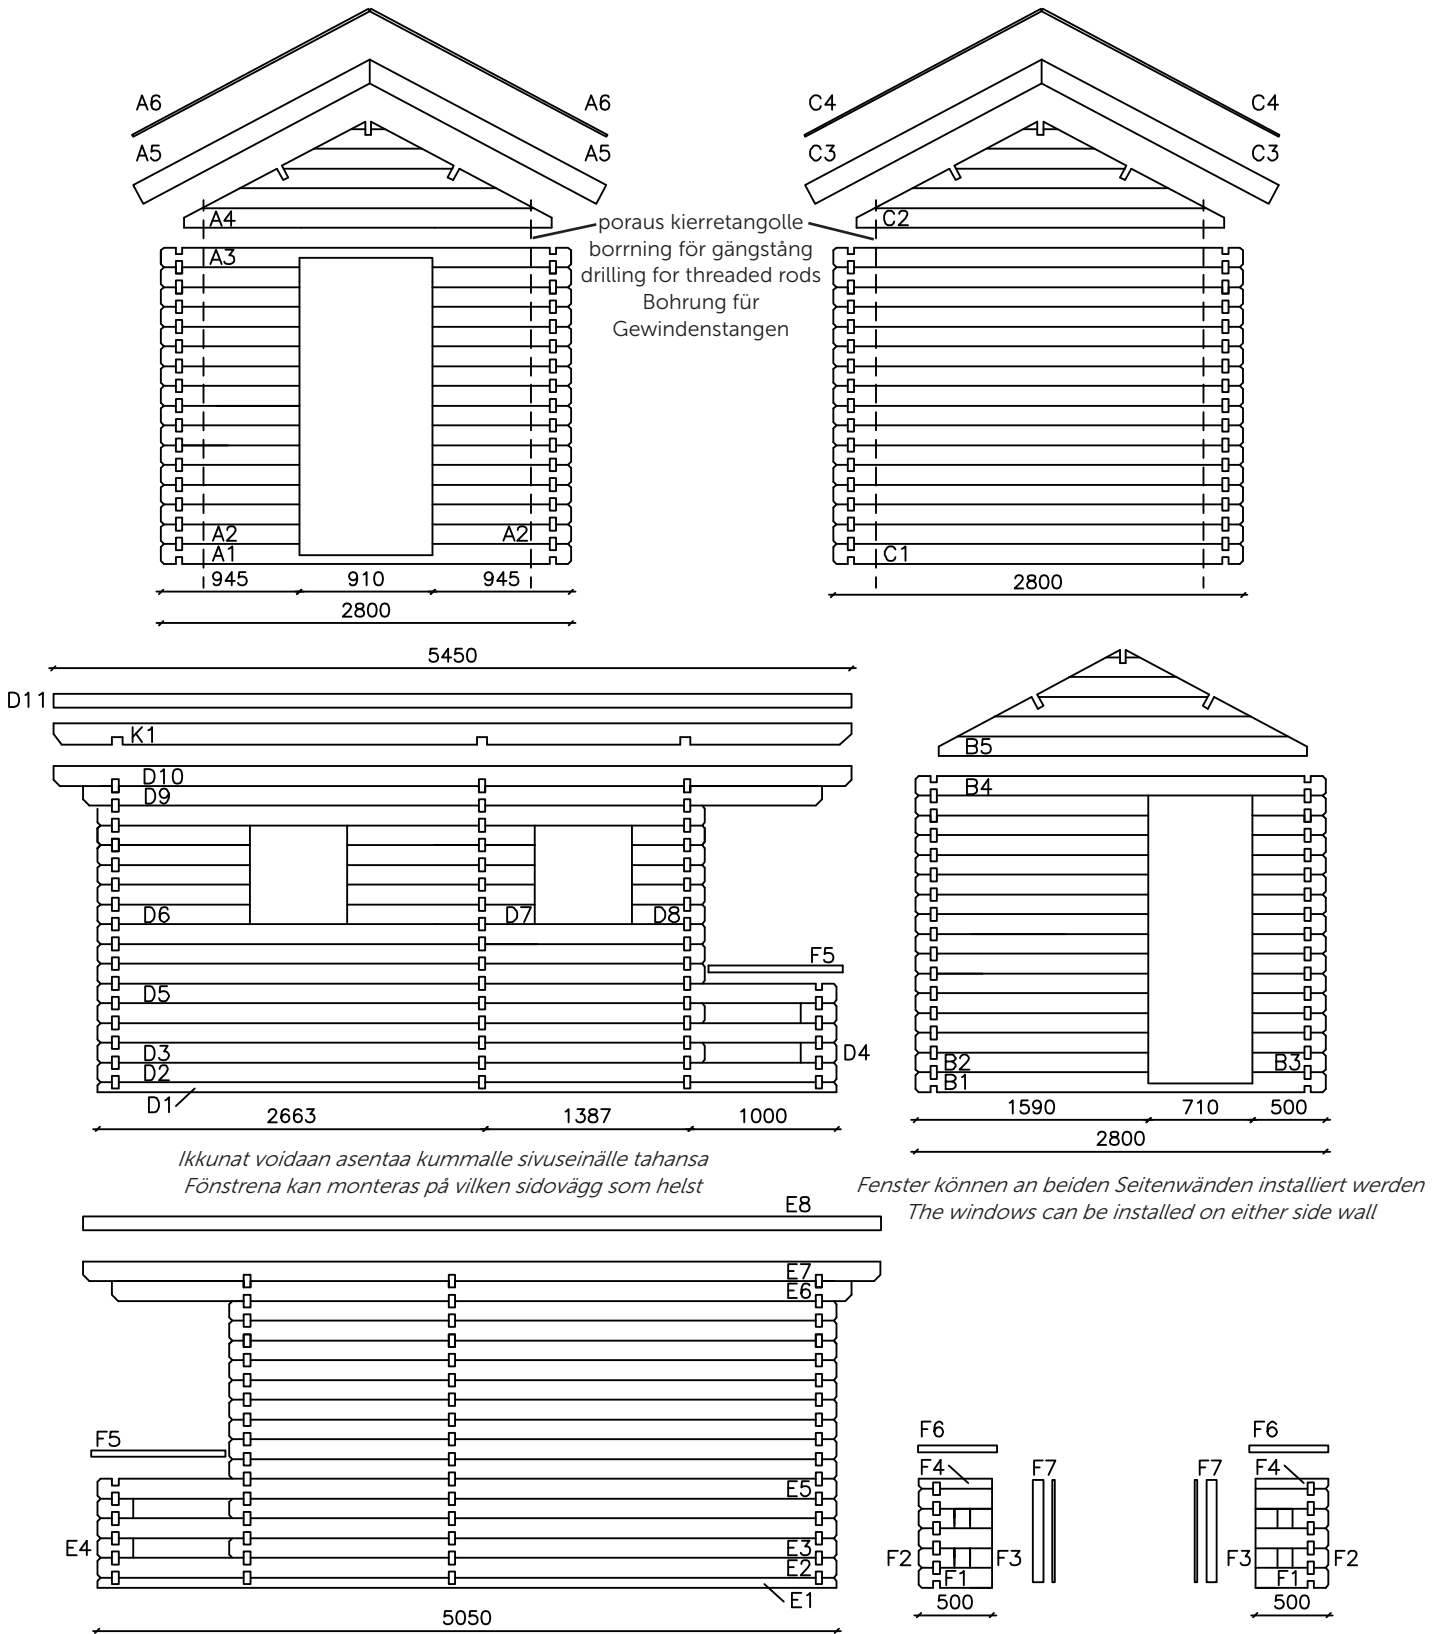 A6
A6
C4
C4
A5
A5
C3
C3
A4
C2
poraus kierretangolle
borrning för gängstång
drilling for threaded rods
Bohrung für
Gewindenstangen
A3
A2
A2
A1
C1
945
910
945
2800
2800
5450
D11
K1
D10
D9
D6
D7
D8
F5
D5
D3
D4
D2
D1
2663
1387
1000
B5
B4
B2
B3
B1
1590
710
500
2800
Ikkunat voidaan asentaa kummalle sivuseinälle tahansa
Fönstrena kan monteras på vilken sidovägg som helst
Fenster können an beiden Seitenwänden installiert werden
The windows can be installed on either side wall
E8
E7
E6
F5
E5
E4
E3
E2
E1
5050
F6
F4
F7
F2
F3
F1
500
F6
F7
F4
F3
F2
F1
500